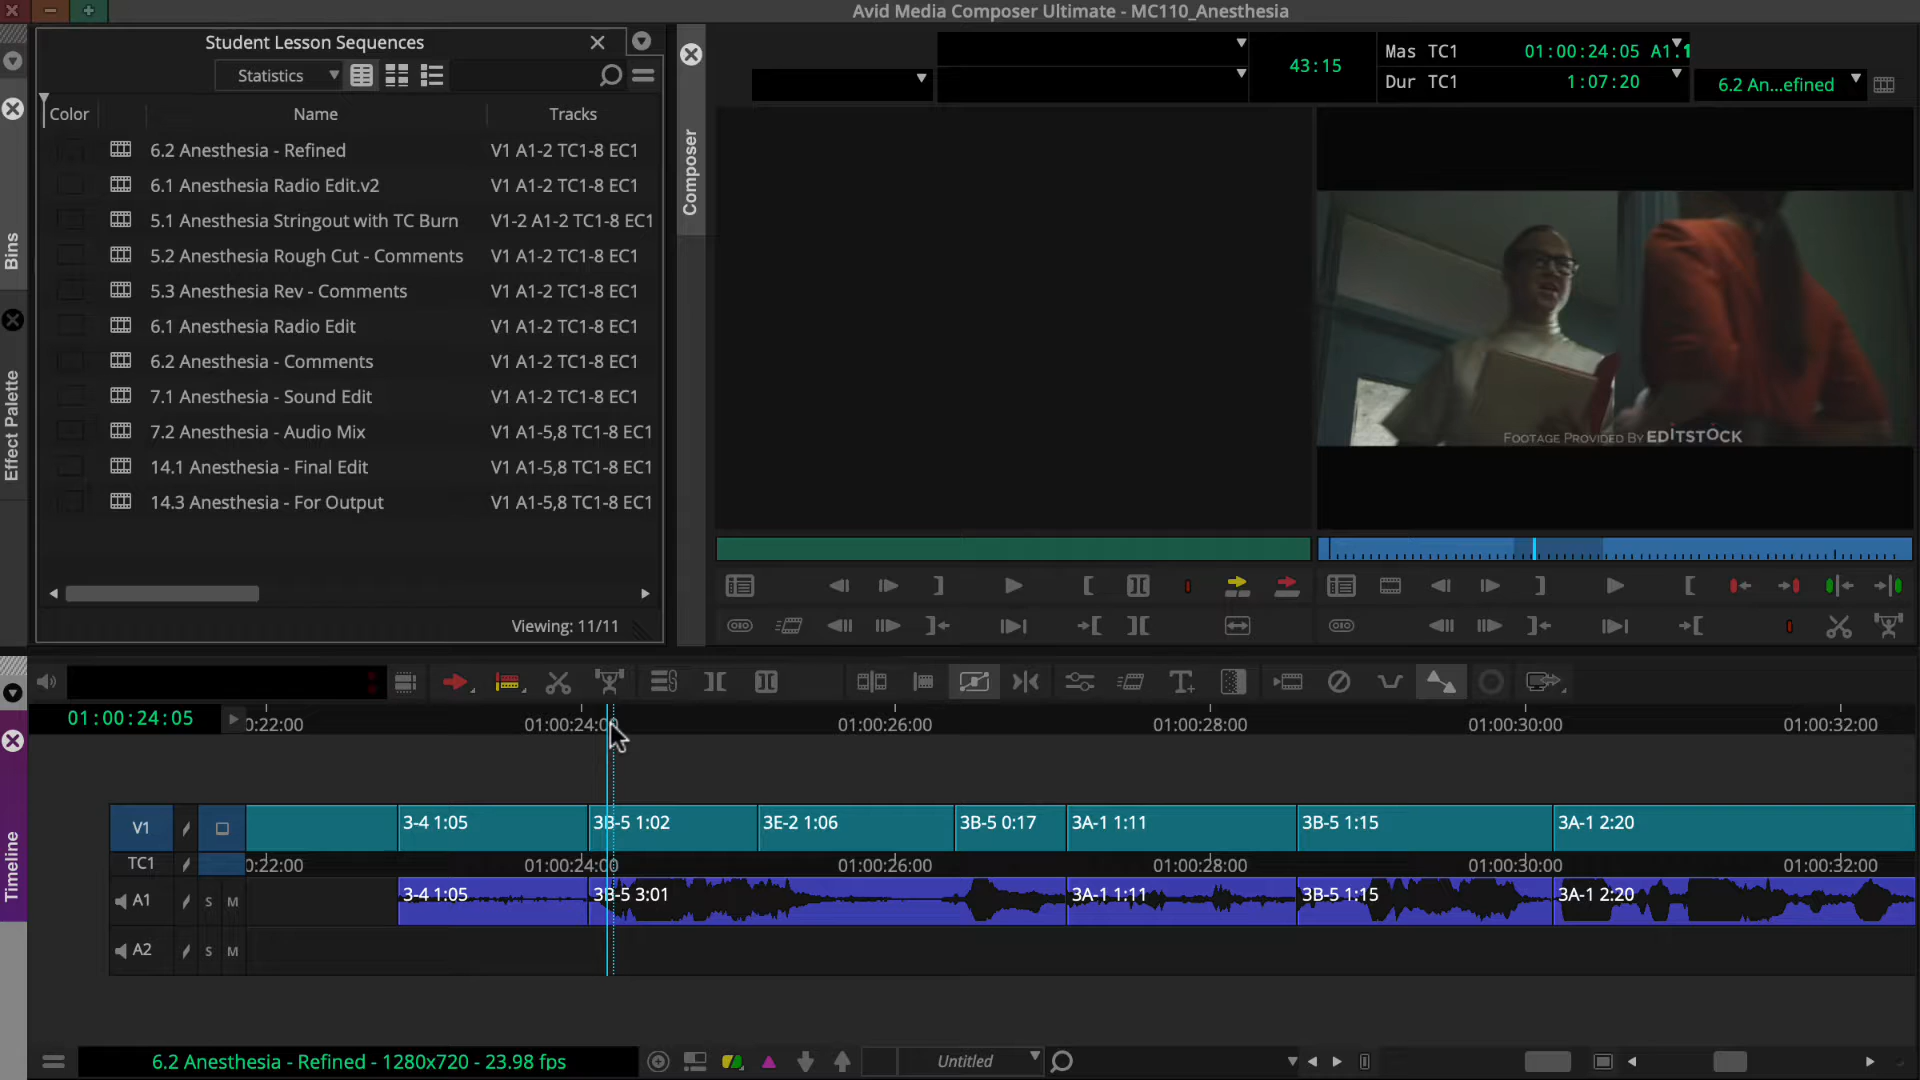 Avid Media Composer Ultimate - MC110_Anesthesia
Student Lesson Sequences
Statistics
Color Name Tracks
6.2 Anesthesia - Refined V1 A1-2 TC1-8 EC1
6.1 Anesthesia Radio Edit.v2 V1 A1-2 TC1-8 EC1
5.1 Anesthesia Stringout with TC Burn V1-2 A1-2 TC1-8 EC1
5.2 Anesthesia Rough Cut - Comments V1 A1-2 TC1-8 EC1
5.3 Anesthesia Rev - Comments V1 A1-2 TC1-8 EC1
6.1 Anesthesia Radio Edit V1 A1-2 TC1-8 EC1
6.2 Anesthesia - Comments V1 A1-2 TC1-8 EC1
7.1 Anesthesia - Sound Edit V1 A1-2 TC1-8 EC1
7.2 Anesthesia - Audio Mix V1 A1-5,8 TC1-8 EC1
14.1 Anesthesia - Final Edit V1 A1-5,8 TC1-8 EC1
14.3 Anesthesia - For Output V1 A1-5,8 TC1-8 EC1
Viewing: 11/11
Bins
Effect Palette
Composer
43:15
Mas TC1 01:00:24:05 A1.1
Dur TC1 1:07:20
6.2 An...efined
FOOTAGE PROVIDED BY EDITSTOCK
Timeline
01:00:24:05
0:22:00 01:00:24:00 01:00:26:00 01:00:28:00 01:00:30:00 01:00:32:00
V1 3-4 1:05 3B-5 1:02 3E-2 1:06 3B-5 0:17 3A-1 1:11 3B-5 1:15 3A-1 2:20
TC1 0:22:00 01:00:24:00 01:00:26:00 01:00:28:00 01:00:30:00 01:00:32:00
A1 S M 3-4 1:05 3B-5 3:01 3A-1 1:11 3B-5 1:15 3A-1 2:20
A2 S M
6.2 Anesthesia - Refined - 1280x720 - 23.98 fps
Untitled